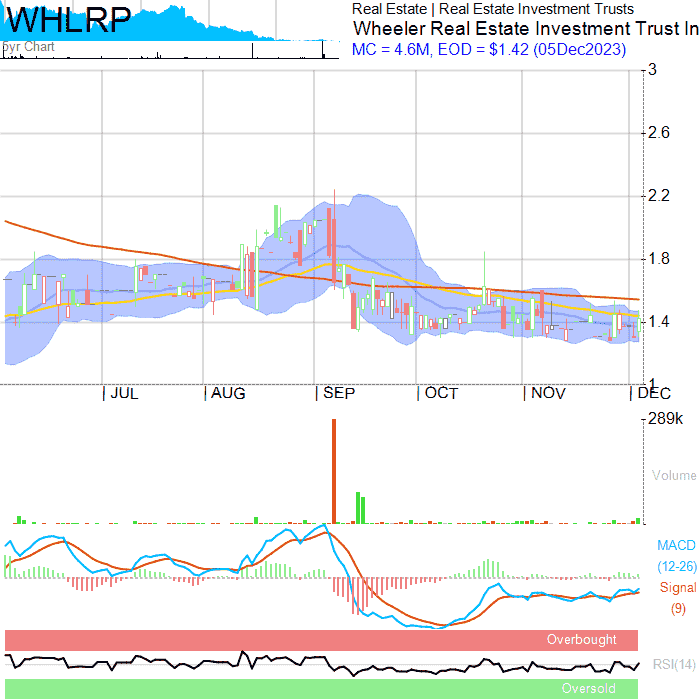 WHLRP
5yr Chart
Real Estate | Real Estate Investment Trusts
Wheeler Real Estate Investment Trust In
MC = 4.6M, EOD = $1.42 (05Dec2023)
3
2.6
2.2
1.8
1.4
1
JUL AUG SEP OCT NOV DEC
289k
Volume
MACD
(12-26)
Signal
(9)
Overbought
RSI(14)
Oversold